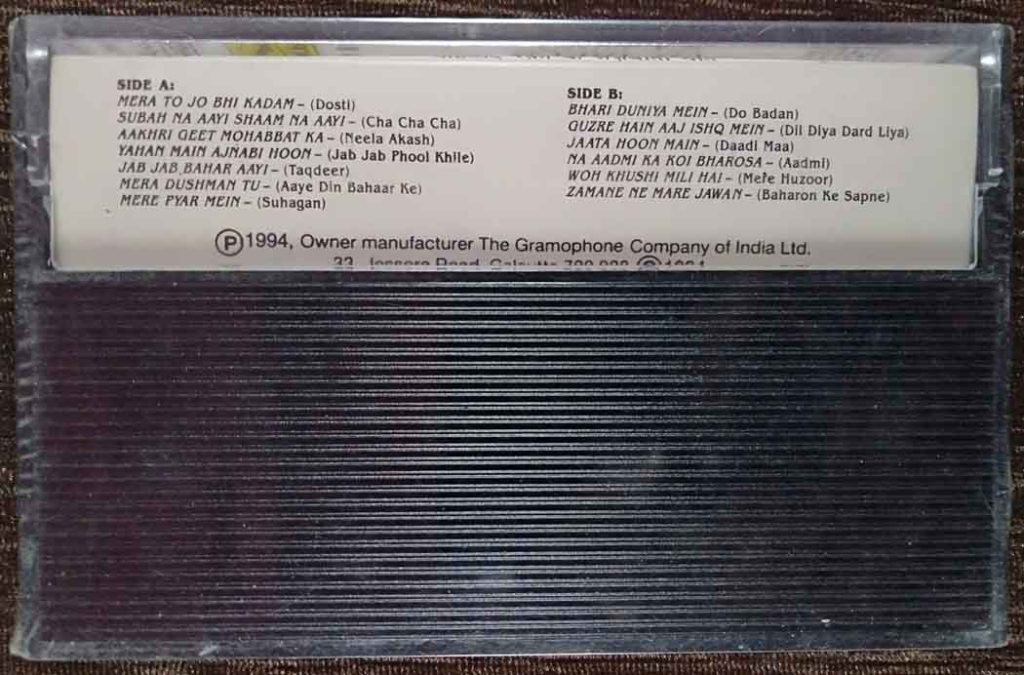 SIDE A:
MERA TO JO BHI KADAM – (Dosti)
SUBAH NA AAYI SHAAM NA AAYI – (Cha Cha Cha)
AAKHRI GEET MOHABBAT KA – (Neela Akash)
YAHAN MAIN AJNABI HOON – (Jab Jab Phool Khile)
JAB JAB BAHAR AAYI – (Taqdeer)
MERA DUSHMAN TU – (Aaye Din Bahaar Ke)
MERE PYAR MEIN – (Suhagan)
SIDE B:
BHARI DUNIYA MEIN – (Do Badan)
GUZRE HAIN AAJ ISHQ MEIN – (Dil Diya Dard Liya)
JAATA HOON MAIN – (Daadi Maa)
NA AADMI KA KOI BHAROSA – (Aadmi)
WOH KHUSHI MILI HAI – (Mere Huzoor)
ZAMANE NE MARE JAWAN – (Baharon Ke Sapne)
Ⓟ 1994, Owner manufacturer The Gramophone Company of India Ltd.